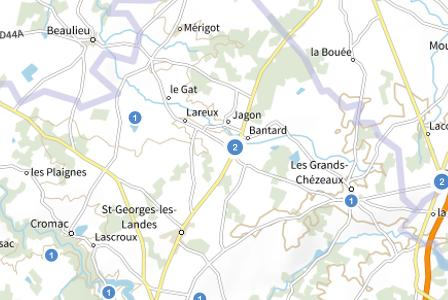 Mérigot
Beaulieu
D44A
la Bouée
le Gat
Lareux
Jagon
1
Bantard
2
Les Grands-
Chézeaux
les Plaignes
2
1
St-Georges-les-
Landes
Cromac
Lascroux
1
1
1